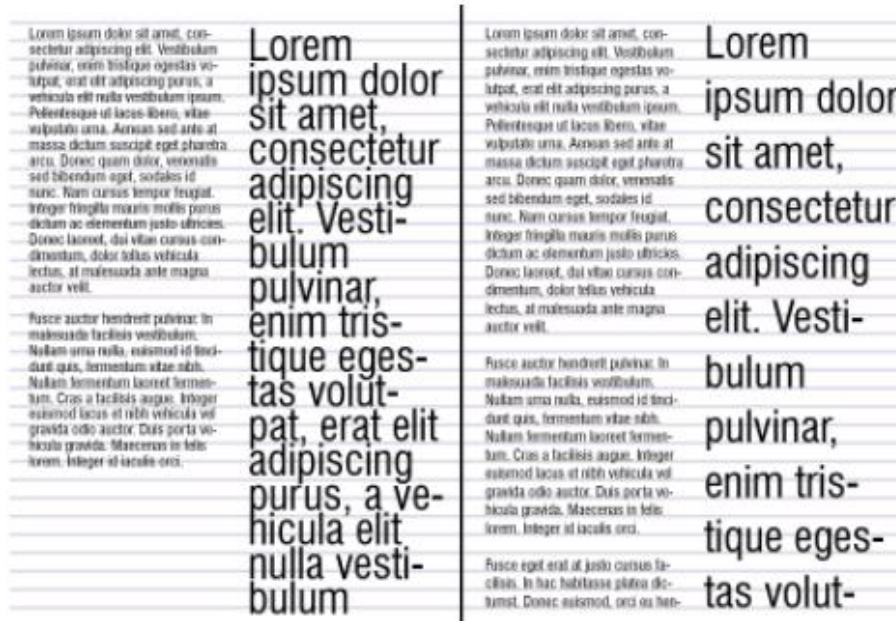 Lorem ipsum dolor sit amet, con-
sectetur adipiscing elit. Vestibulum
pulvinar, enim tristique egestas vo-
lutpat, erat elit adipiscing purus, a
vehicula elit nulla vestibulum ipsum.
Pellentesque ut lacus libero, vitae
vulputate urna. Aenean sed ante at
massa dictum suscipit eget pharetra
arcu. Donec quam dolor, venenatis
sed bibendum eget, sodales id
nunc. Nam cursus tempor feugiat.
Integer fringilla mauris mollis purus
dictum ac elementum justo ultricies.
Donec laoreet, dui vitae cursus con-
dimentum, dolor tellus vehicula
lectus, at malesuada ante magna
auctor velit.
Fusce auctor hendrerit pulvinar. In
malesuada facilisis vestibulum.
Nullam urna nulla, euismod id tinci-
dunt quis, fermentum vitae nibh.
Nullam fermentum laoreet fermen-
tum. Cras a facilisis augue. Integer
euismod lacus et nibh vehicula vel
gravida odio auctor. Duis porta ve-
hicula gravida. Maecenas in felis
lorem. Integer id iaculis orci.
Lorem
ipsum dolor
sit amet,
consectetur
adipiscing
elit. Vesti-
bulum
pulvinar,
enim tris-
tique eges-
tas volut-
pat, erat elit
adipiscing
purus, a ve-
hicula elit
nulla vesti-
bulum
Lorem ipsum dolor sit amet, con-
sectetur adipiscing elit. Vestibulum
pulvinar, enim tristique egestas vo-
lutpat, erat elit adipiscing purus, a
vehicula elit nulla vestibulum ipsum.
Pellentesque ut lacus libero, vitae
vulputate urna. Aenean sed ante at
massa dictum suscipit eget pharetra
arcu. Donec quam dolor, venenatis
sed bibendum eget, sodales id
nunc. Nam cursus tempor feugiat.
Integer fringilla mauris mollis purus
dictum ac elementum justo ultricies.
Donec laoreet, dui vitae cursus con-
dimentum, dolor tellus vehicula
lectus, at malesuada ante magna
auctor velit.
Fusce auctor hendrerit pulvinar. In
malesuada facilisis vestibulum.
Nullam urna nulla, euismod id tinci-
dunt quis, fermentum vitae nibh.
Nullam fermentum laoreet fermen-
tum. Cras a facilisis augue. Integer
euismod lacus et nibh vehicula vel
gravida odio auctor. Duis porta ve-
hicula gravida. Maecenas in felis
lorem. Integer id iaculis orci.
Fusce eget erat at justo cursus fa-
cilisis. In hac habitasse platea dic-
tumst. Donec euismod, orci eu hen-
Lorem
ipsum dolor
sit amet,
consectetur
adipiscing
elit. Vesti-
bulum
pulvinar,
enim tris-
tique eges-
tas volut-